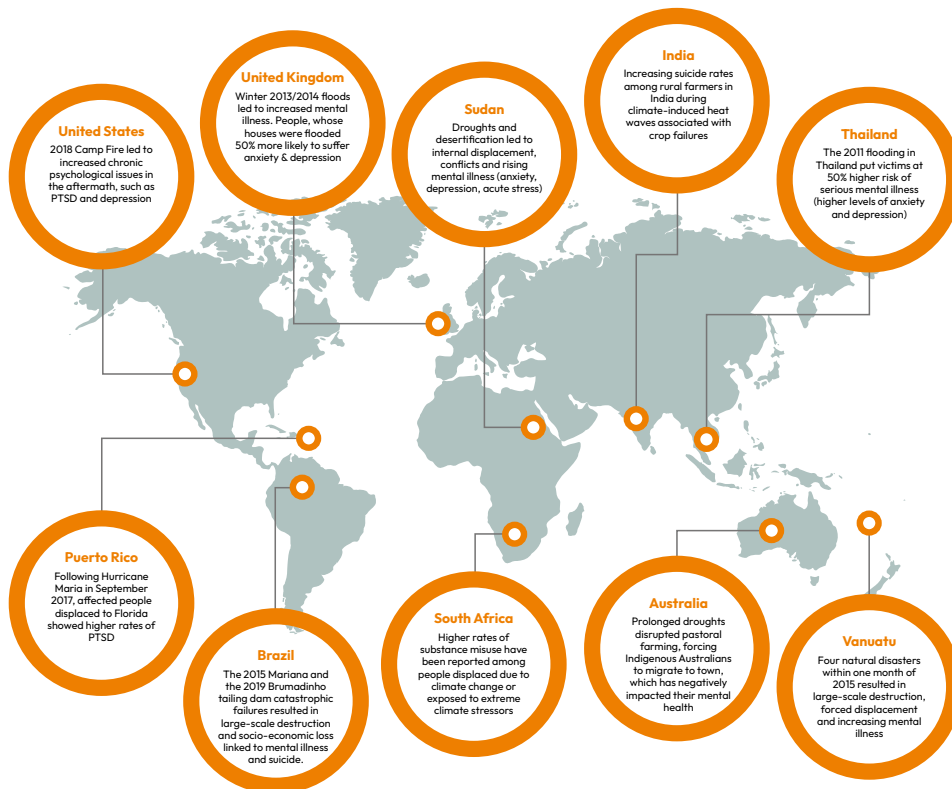 United States
2018 Camp Fire led to
increased chronic
psychological issues in
the aftermath, such as
PTSD and depression
United Kingdom
Winter 2013/2014 floods
led to increased mental
illness. People, whose
houses were flooded
50% more likely to suffer
anxiety & depression
Sudan
Droughts and
desertification led to
internal displacement,
conflicts and rising
mental illness (anxiety,
depression, acute stress)
India
Increasing suicide rates
among rural farmers in
India during
climate-induced heat
waves associated with
crop failures
Thailand
The 2011 flooding in
Thailand put victims at
50% higher risk of
serious mental illness
(higher levels of anxiety
and depression)
Puerto Rico
Following Hurricane
Maria in September
2017, affected people
displaced to Florida
showed higher rates of
PTSD
Brazil
The 2015 Mariana and
the 2019 Brumadinho
tailing dam catastrophic
failures resulted in
large-scale destruction
and socio-economic loss
linked to mental illness
and suicide.
South Africa
Higher rates of
substance misuse have
been reported among
people displaced due to
climate change or
exposed to extreme
climate stressors
Australia
Prolonged droughts
disrupted pastoral
farming, forcing
Indigenous Australians
to migrate to town,
which has negatively
impacted their mental
health
Vanuatu
Four natural disasters
within one month of
2015 resulted in
large-scale destruction,
forced displacement
and increasing mental
illness